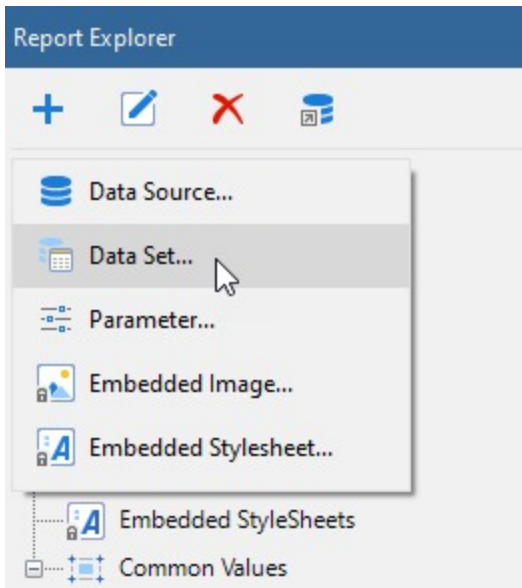 Report Explorer
Data Source...
Data Set...
Parameter...
Embedded Image...
Embedded Stylesheet...
Embedded StyleSheets
Common Values